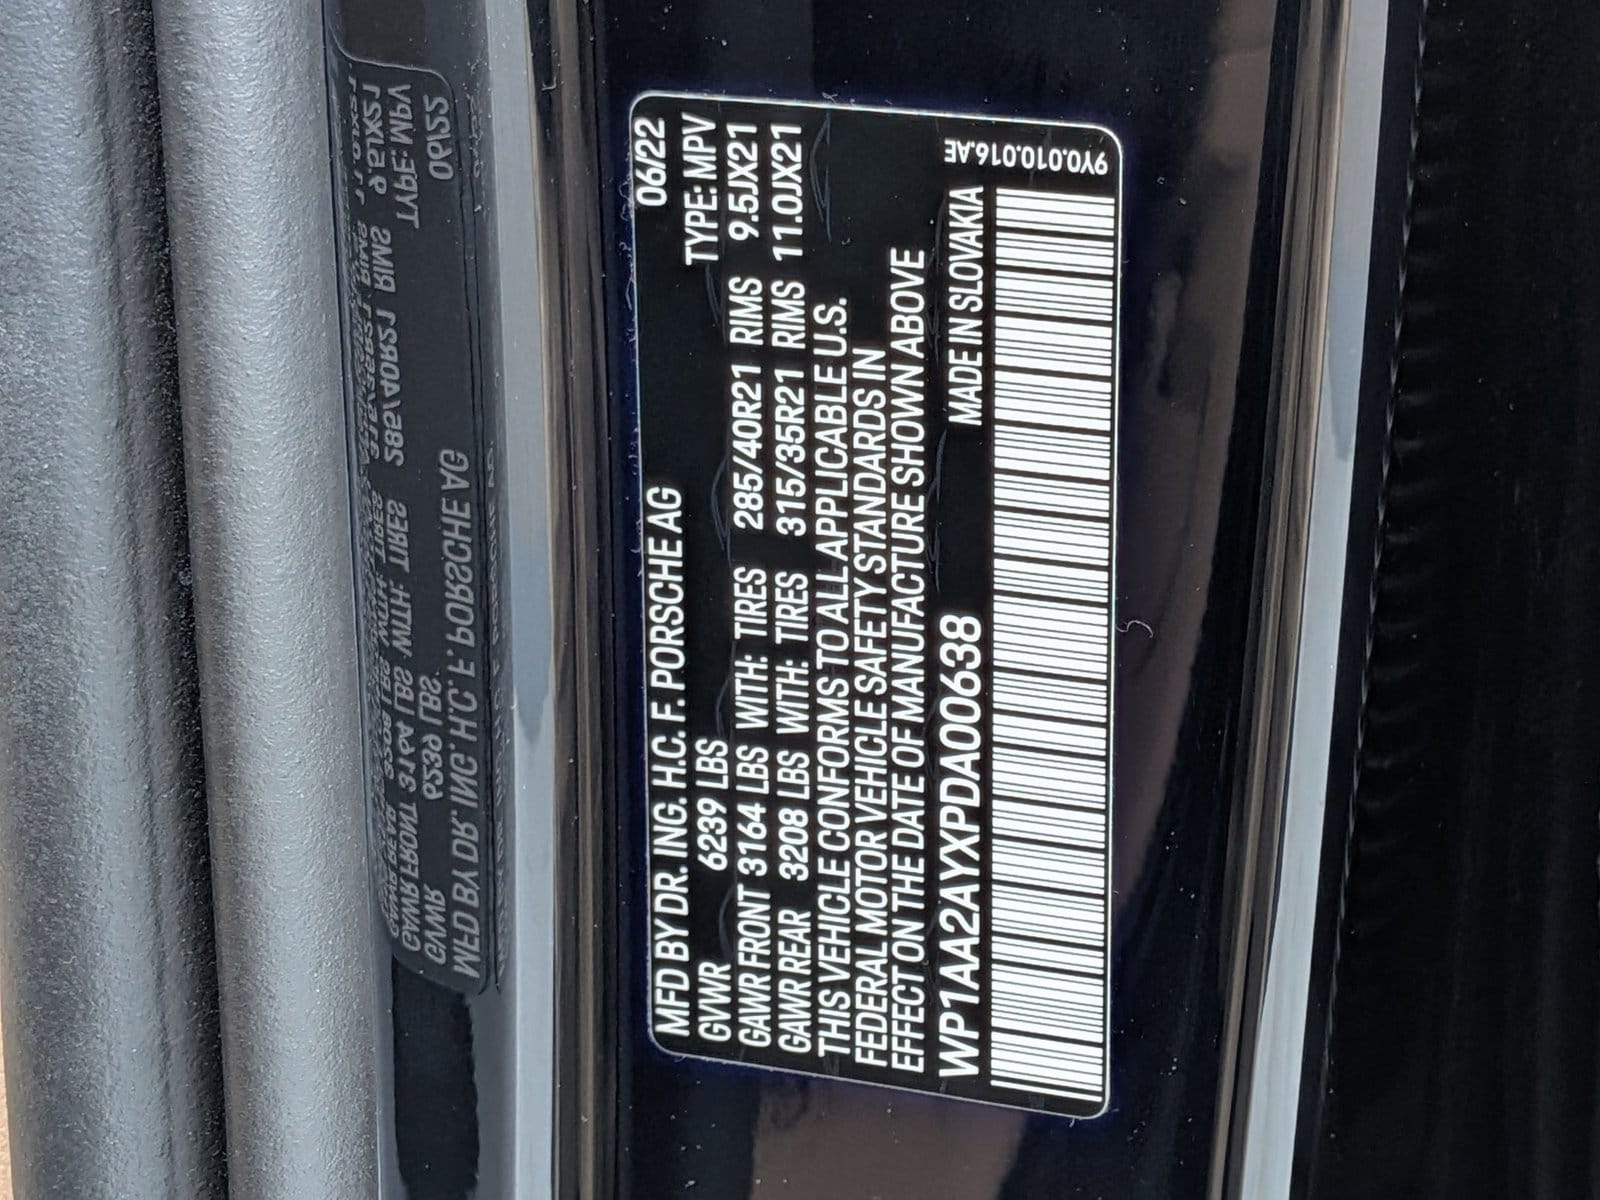 MFD BY DR. ING. H.C. F. PORSCHE AG 06/22
GVWR 6239 LBS TYPE: MPV
GAWR FRONT 3164 LBS WITH: TIRES 285/40R21 RIMS 9.5JX21
GAWR REAR 3208 LBS WITH: TIRES 315/35R21 RIMS 11.0JX21
THIS VEHICLE CONFORMS TO ALL APPLICABLE U.S.
FEDERAL MOTOR VEHICLE SAFETY STANDARDS IN
EFFECT ON THE DATE OF MANUFACTURE SHOWN ABOVE
WP1AA2AYXPDA00638 MADE IN SLOVAKIA
9Y0.010.016.AE